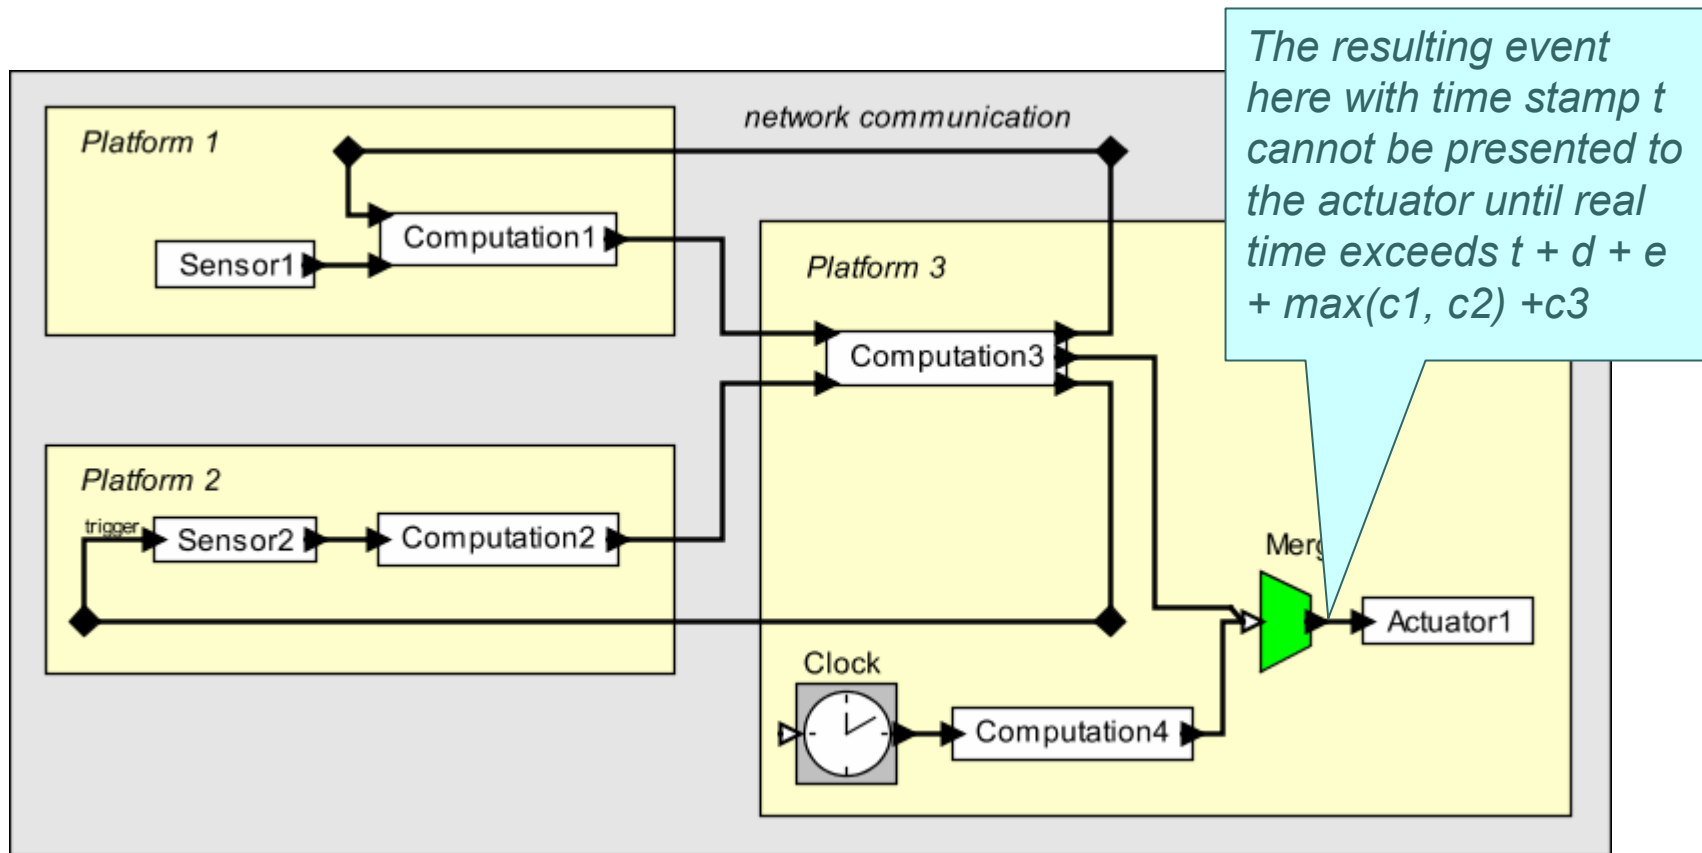 The resulting event
here with time stamp t
cannot be presented to
the actuator until real
time exceeds t + d + e
+ max(c1, c2) +c3
network communication
Platform 1
Computation1
Sensor1
Platform 3
Computation3
Platform 2
trigger
Sensor2
Computation2
Merg
Actuator1
Clock
Computation4